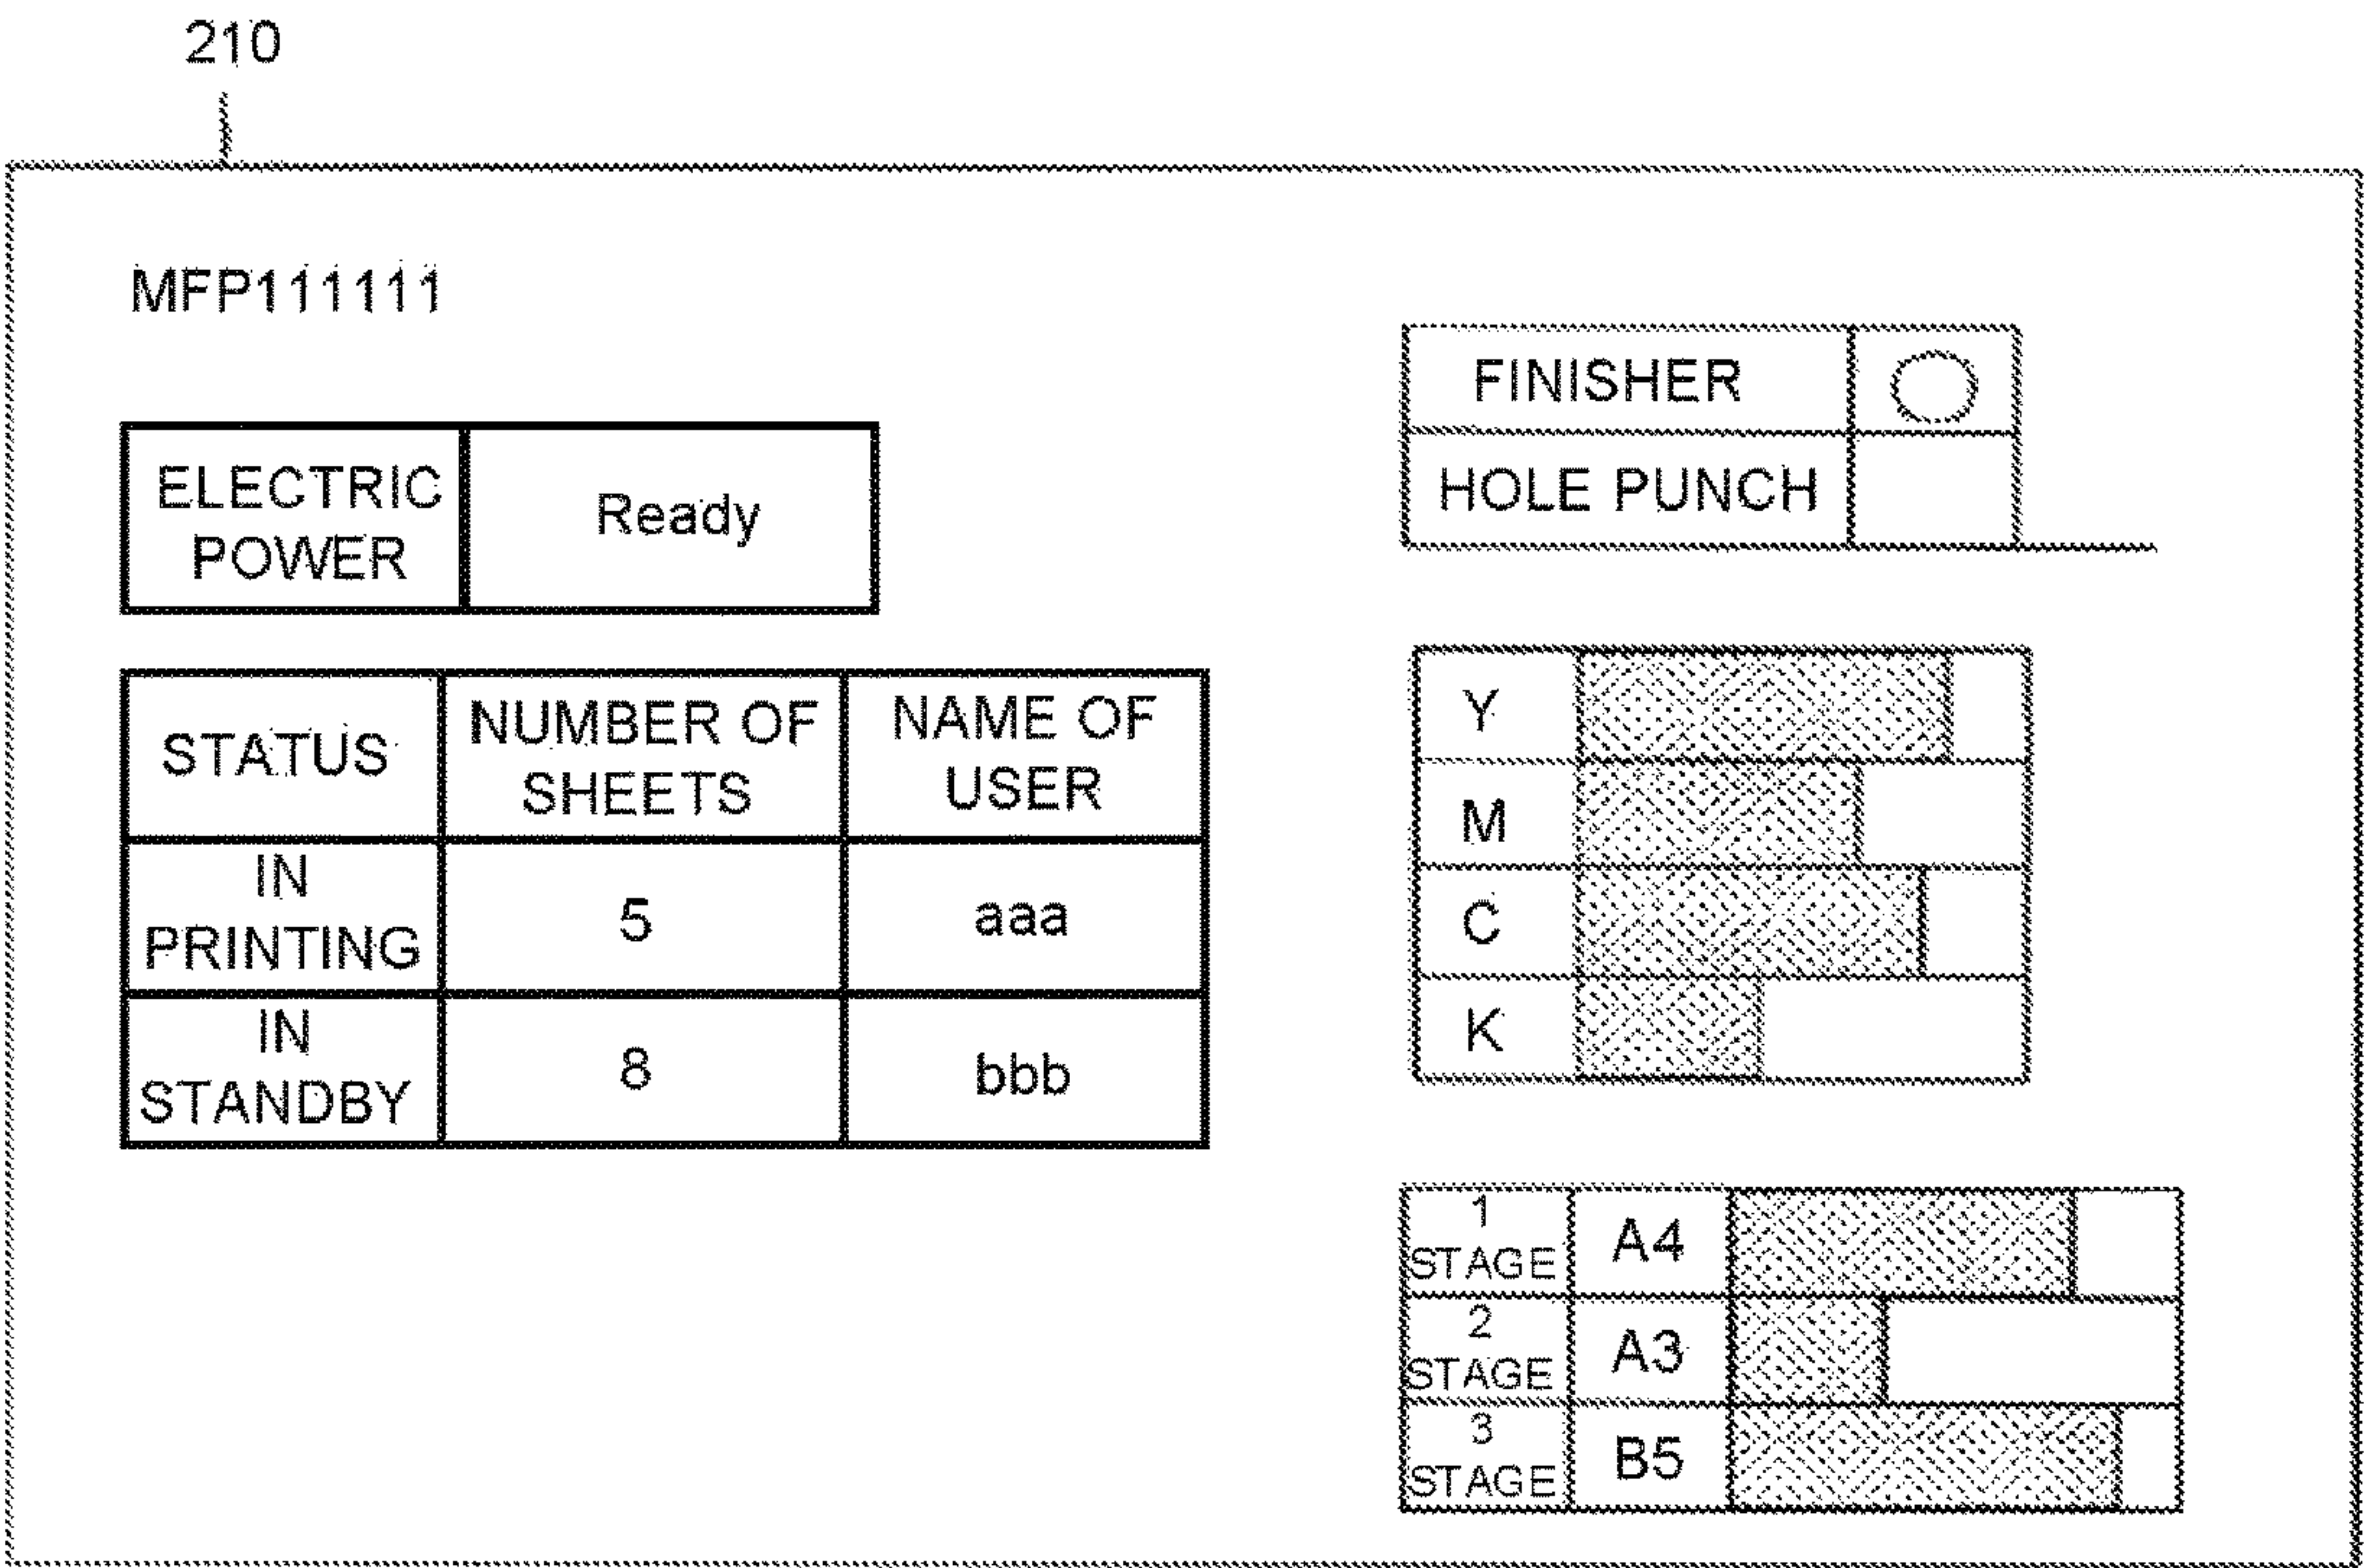 210
MFP111111
ELECTRIC
POWER
Ready
STATUS
NUMBER OF
SHEETS
NAME OF
USER
IN
PRINTING
5
aaa
IN
STANDBY
8
bbb
FINISHER
HOLE PUNCH
Y
M
C
K
1
STAGE
A4
2
STAGE
A3
3
STAGE
B5